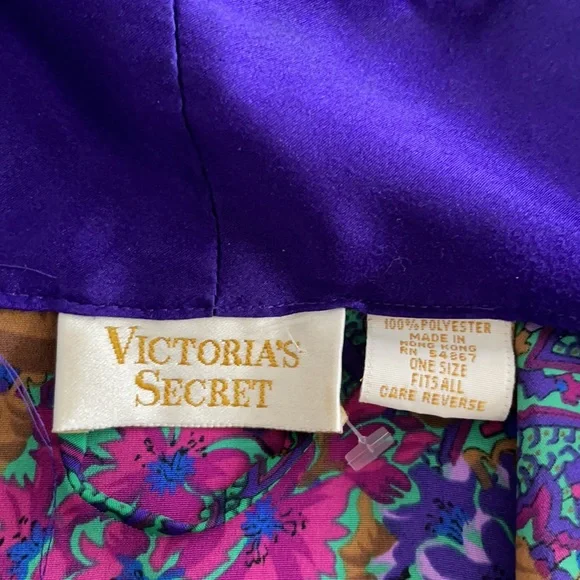 VICTORIA'S
SECRET
100% POLYESTER
MADE IN
HONG KONG
RN 54867
ONE SIZE
FITS ALL
CARE REVERSE